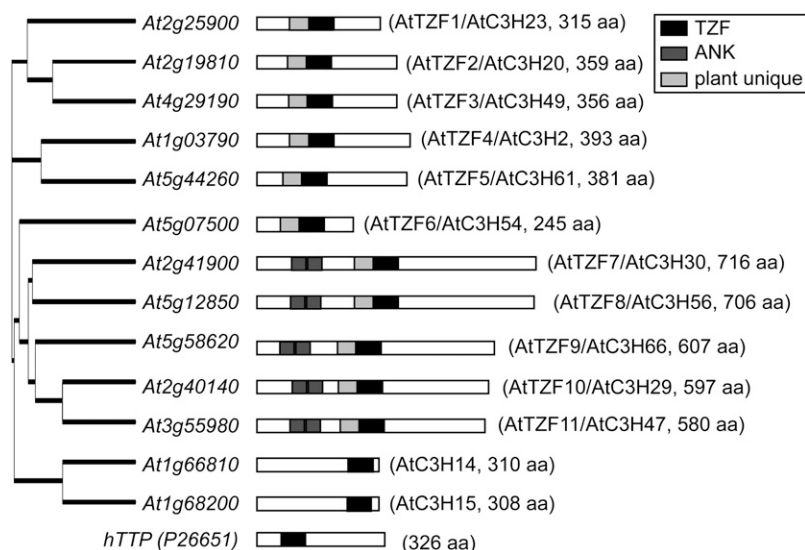 At2g25900 (AtTZF1/AtC3H23, 315 aa)
At2g19810 (AtTZF2/AtC3H20, 359 aa)
At4g29190 (AtTZF3/AtC3H49, 356 aa)
At1g03790 (AtTZF4/AtC3H2, 393 aa)
At5g44260 (AtTZF5/AtC3H61, 381 aa)
At5g07500 (AtTZF6/AtC3H54, 245 aa)
At2g41900 (AtTZF7/AtC3H30, 716 aa)
At5g12850 (AtTZF8/AtC3H56, 706 aa)
At5g58620 (AtTZF9/AtC3H66, 607 aa)
At2g40140 (AtTZF10/AtC3H29, 597 aa)
At3g55980 (AtTZF11/AtC3H47, 580 aa)
At1g66810 (AtC3H14, 310 aa)
At1g68200 (AtC3H15, 308 aa)
hTTP (P26651) (326 aa)
TZF
ANK
plant unique